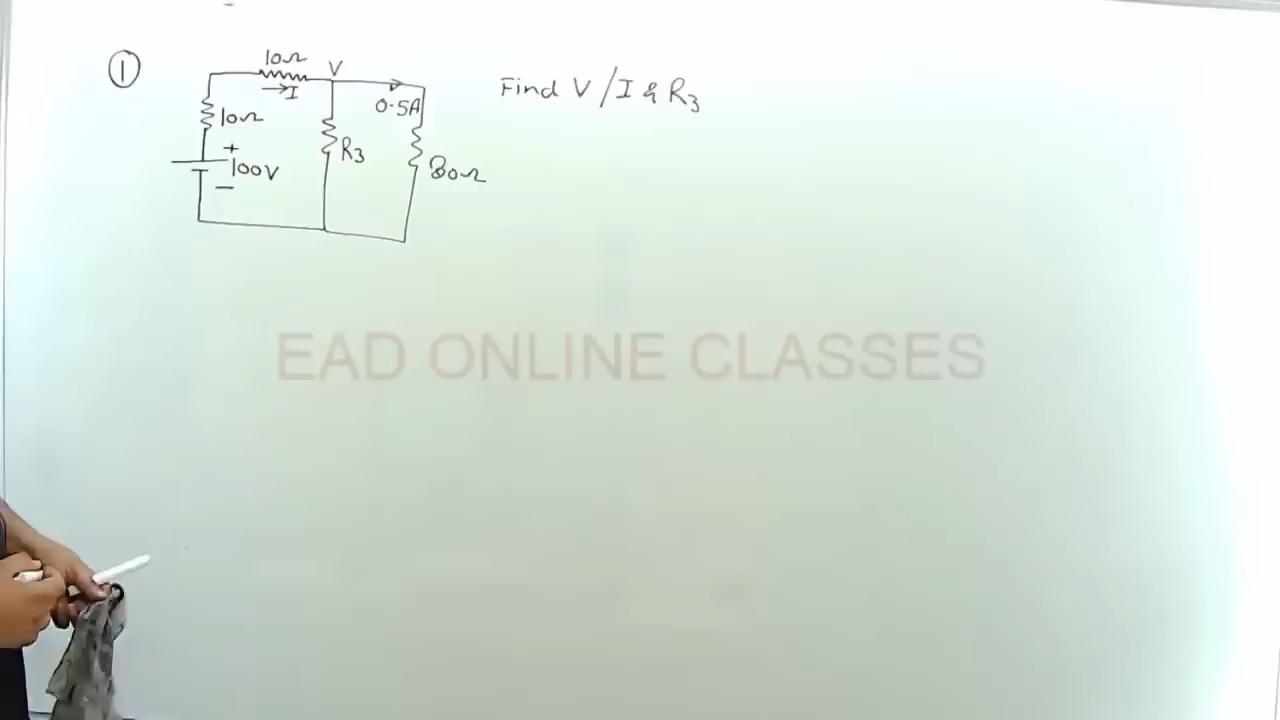 ①
10Ω
V
I
0.5A
10Ω
+
100V
−
R3
80Ω
Find V / I & R3
EAD ONLINE CLASSES